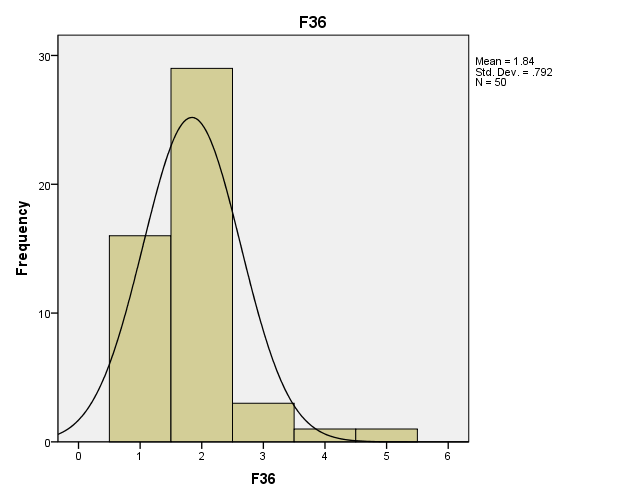 F36
Mean = 1.84
Std. Dev. = .792
N = 50
30
20
10
0
Frequency
0 1 2 3 4 5 6
F36